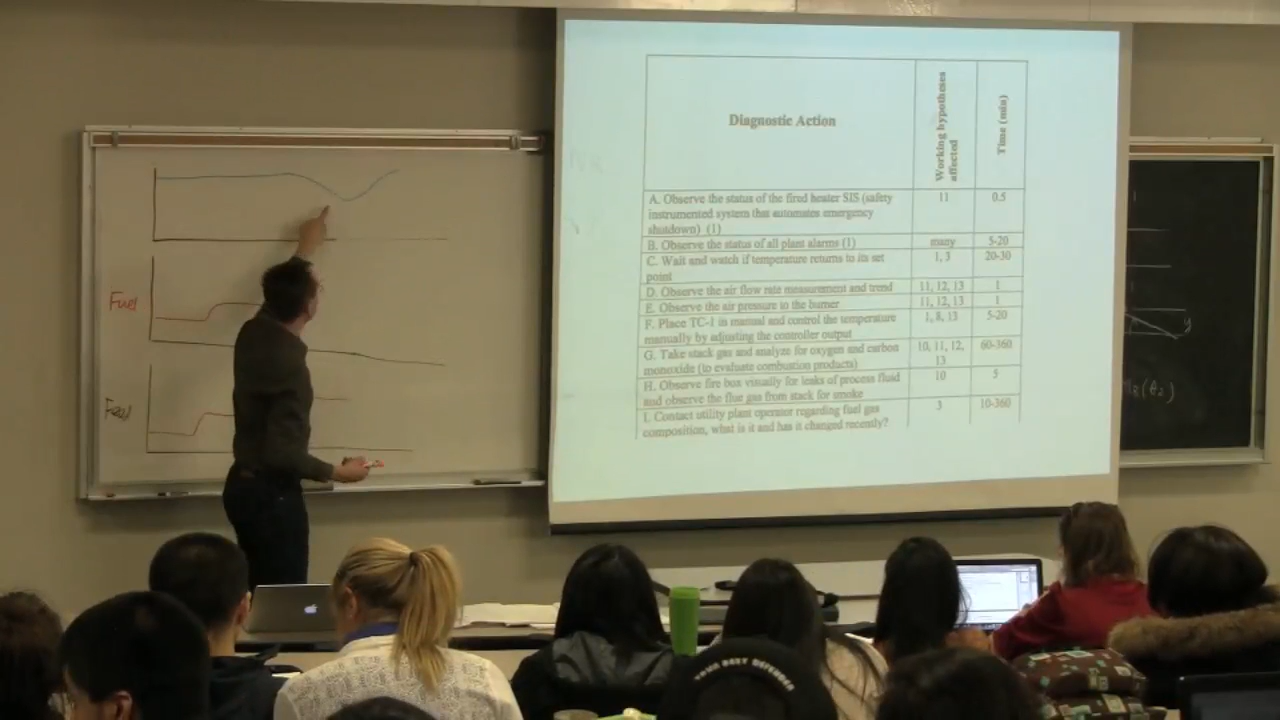 Fuel
Diagnostic Action
Working hypotheses
affected
Time (min)
A. Observe the status of the fired heater SIS (safety
instrumented system that automates emergency
shutdown) (1)
11
0.5
B. Observe the status of all plant alarms (1)
many
5-20
C. Wait and watch if temperature returns to its set
point
1, 3
20-30
D. Observe the air flow rate measurement and trend
11, 12, 13
1
E. Observe the air pressure to the burner
11, 12, 13
1
F. Place TC-1 in manual and control the temperature
manually by adjusting the controller output
1, 8, 13
5-20
G. Take stack gas and analyze for oxygen and carbon
monoxide (to evaluate combustion products)
10, 11, 12,
13
60-360
H. Observe fire box visually for leaks of process fluid
and observe the flue gas from stack for smoke
10
5
I. Contact utility plant operator regarding fuel gas
composition, what is it and has it changed recently?
3
10-360
y
(θ2)